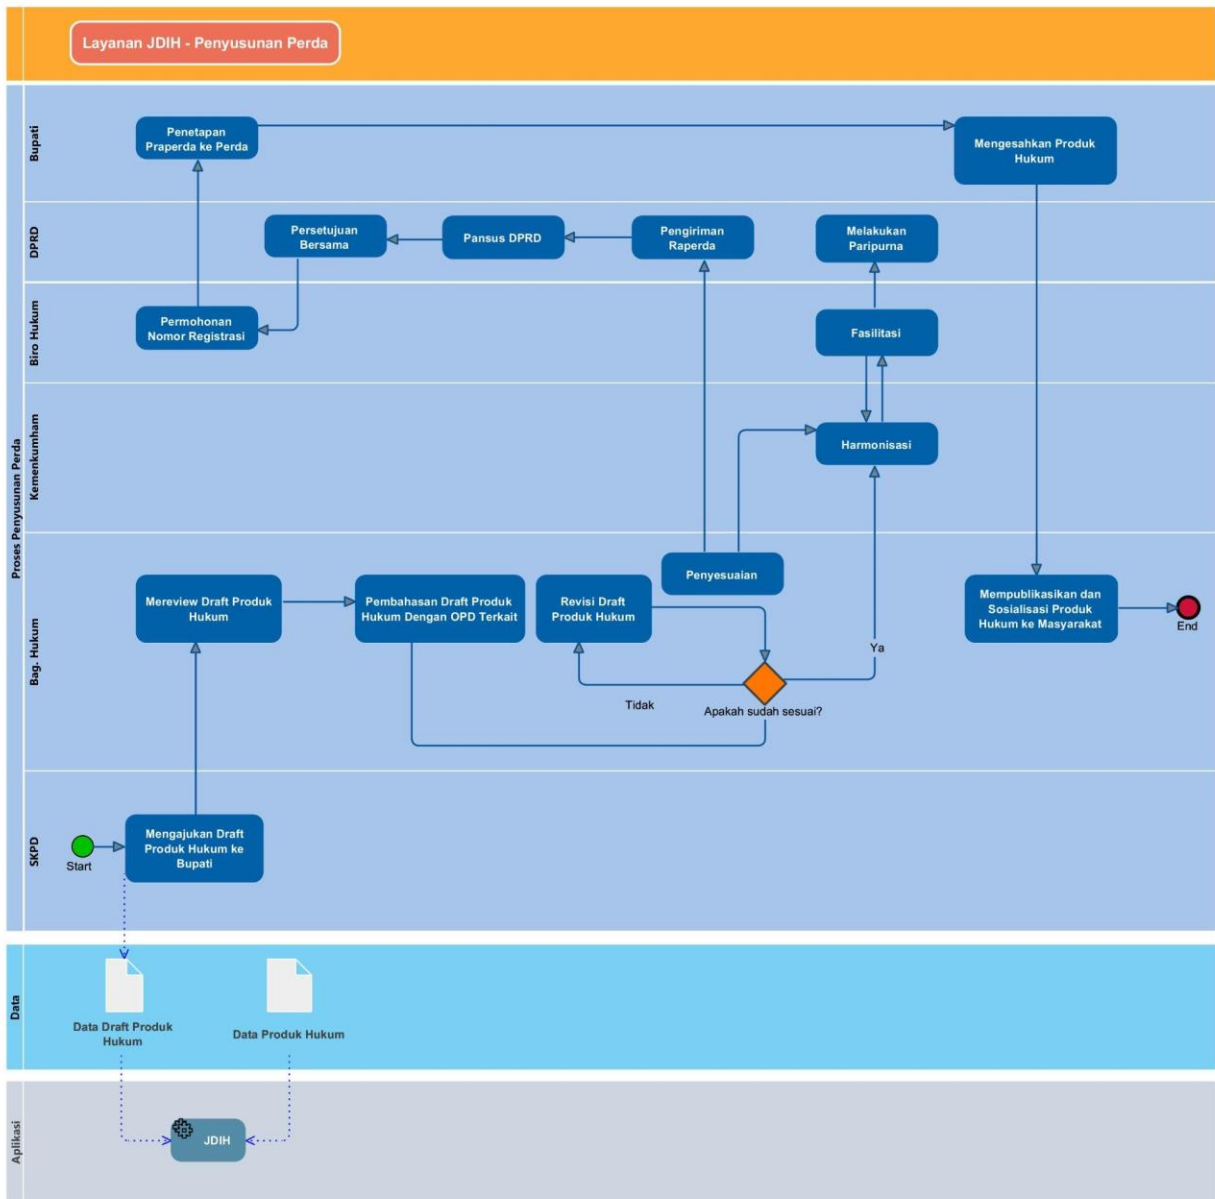 Layanan JDIH - Penyusunan Perda
Proses Penyusunan Perda
Bupati
Penetapan
Praperda ke Perda
Mengesahkan Produk
Hukum
DPRD
Persetujuan
Bersama
Pansus DPRD
Pengiriman
Raperda
Melakukan
Paripurna
Biro Hukum
Permohonan
Nomor Registrasi
Fasilitasi
Kemenkumham
Harmonisasi
Bag. Hukum
Mereview Draft Produk
Hukum
Pembahasan Draft Produk
Hukum Dengan OPD Terkait
Revisi Draft
Produk Hukum
Penyesuaian
Mempublikasikan dan
Sosialisasi Produk
Hukum ke Masyarakat
End
Ya
Tidak
Apakah sudah sesuai?
SKPD
Start
Mengajukan Draft
Produk Hukum ke
Bupati
Data
Data Draft Produk
Hukum
Data Produk Hukum
Aplikasi
JDIH